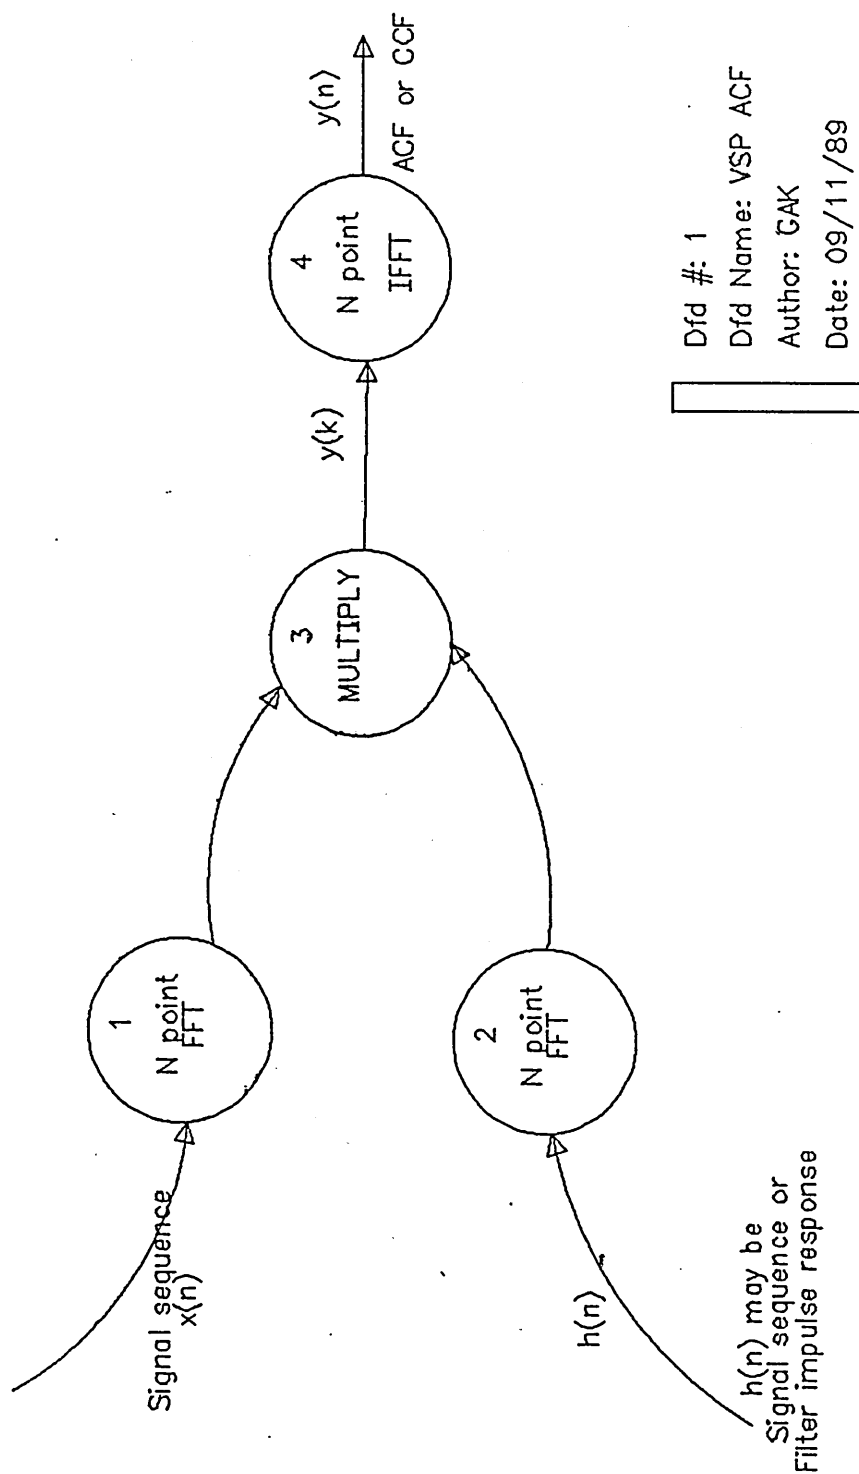 Signal sequence
x(n)
1
N point
FFT
h(n) may be
Signal sequence or
Filter impulse response
h(n)
2
N point
FFT
3
MULTIPLY
y(k)
4
N point
IFFT
y(n)
ACF or CCF
Dfd #: 1
Dfd Name: VSP ACF
Author: GAK
Date: 09/11/89